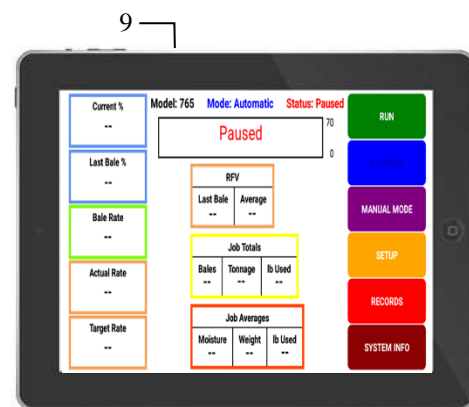 9
Model: 765 Mode: Automatic Status: Paused
Paused
70
0
Current %
--
Last Bale %
--
Bale Rate
--
Actual Rate
--
Target Rate
--
RFV
Last Bale Average
-- --
Job Totals
Bales Tonnage lb Used
-- -- --
Job Averages
Moisture Weight lb Used
-- -- --
RUN
MANUAL MODE
SETUP
RECORDS
SYSTEM INFO